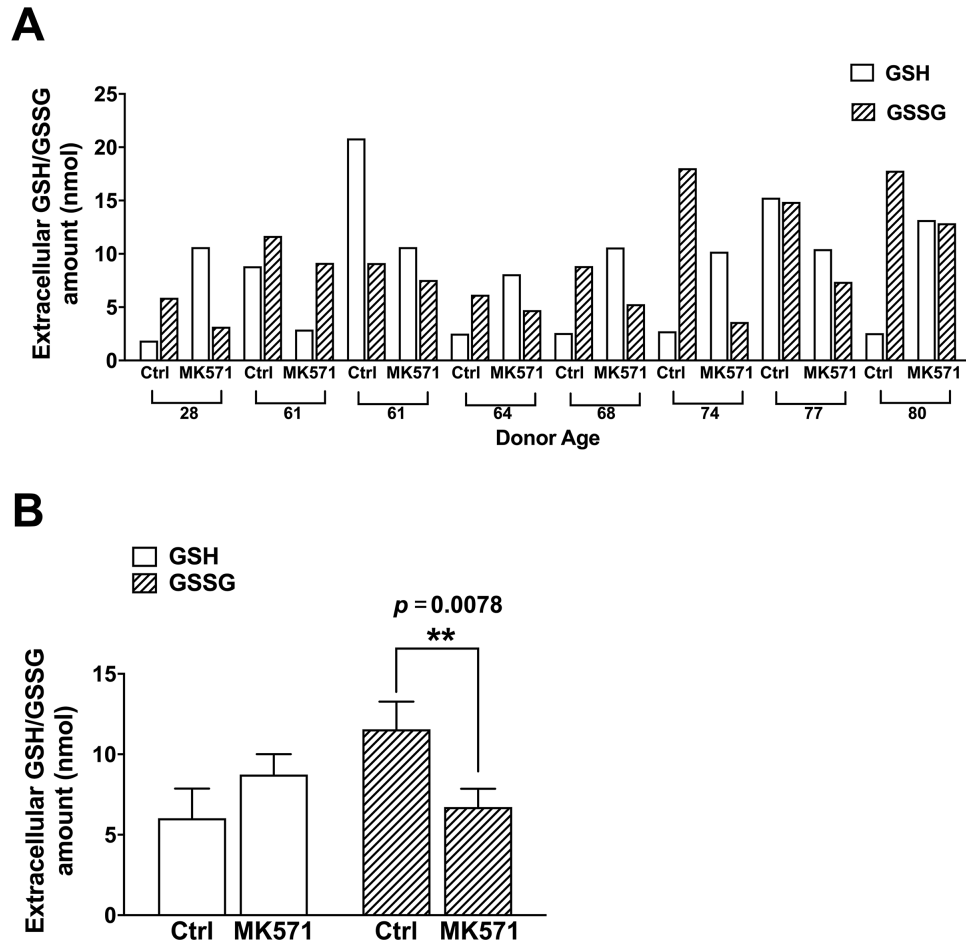 A
GSH
GSSG
Extracellular GSH/GSSG
amount (nmol)
25
20
15
10
5
0
Ctrl MK571 Ctrl MK571 Ctrl MK571 Ctrl MK571 Ctrl MK571 Ctrl MK571 Ctrl MK571 Ctrl MK571
28 61 61 64 68 74 77 80
Donor Age
B
GSH
GSSG
p = 0.0078
**
Extracellular GSH/GSSG
amount (nmol)
15
10
5
0
Ctrl MK571 Ctrl MK571